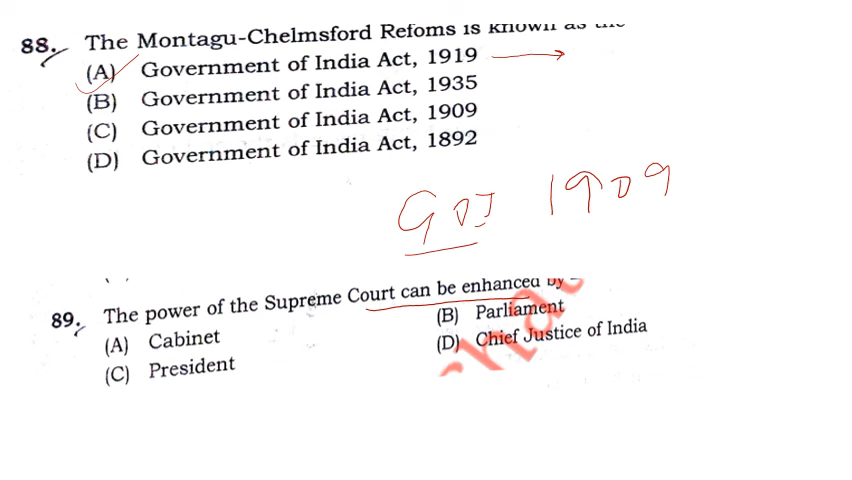 88. The Montagu-Chelmsford Refoms is known as the
(A) Government of India Act, 1919
(B) Government of India Act, 1935
(C) Government of India Act, 1909
(D) Government of India Act, 1892
GOI 1909
89. The power of the Supreme Court can be enhanced by
(A) Cabinet (B) Parliament
(C) President (D) Chief Justice of India